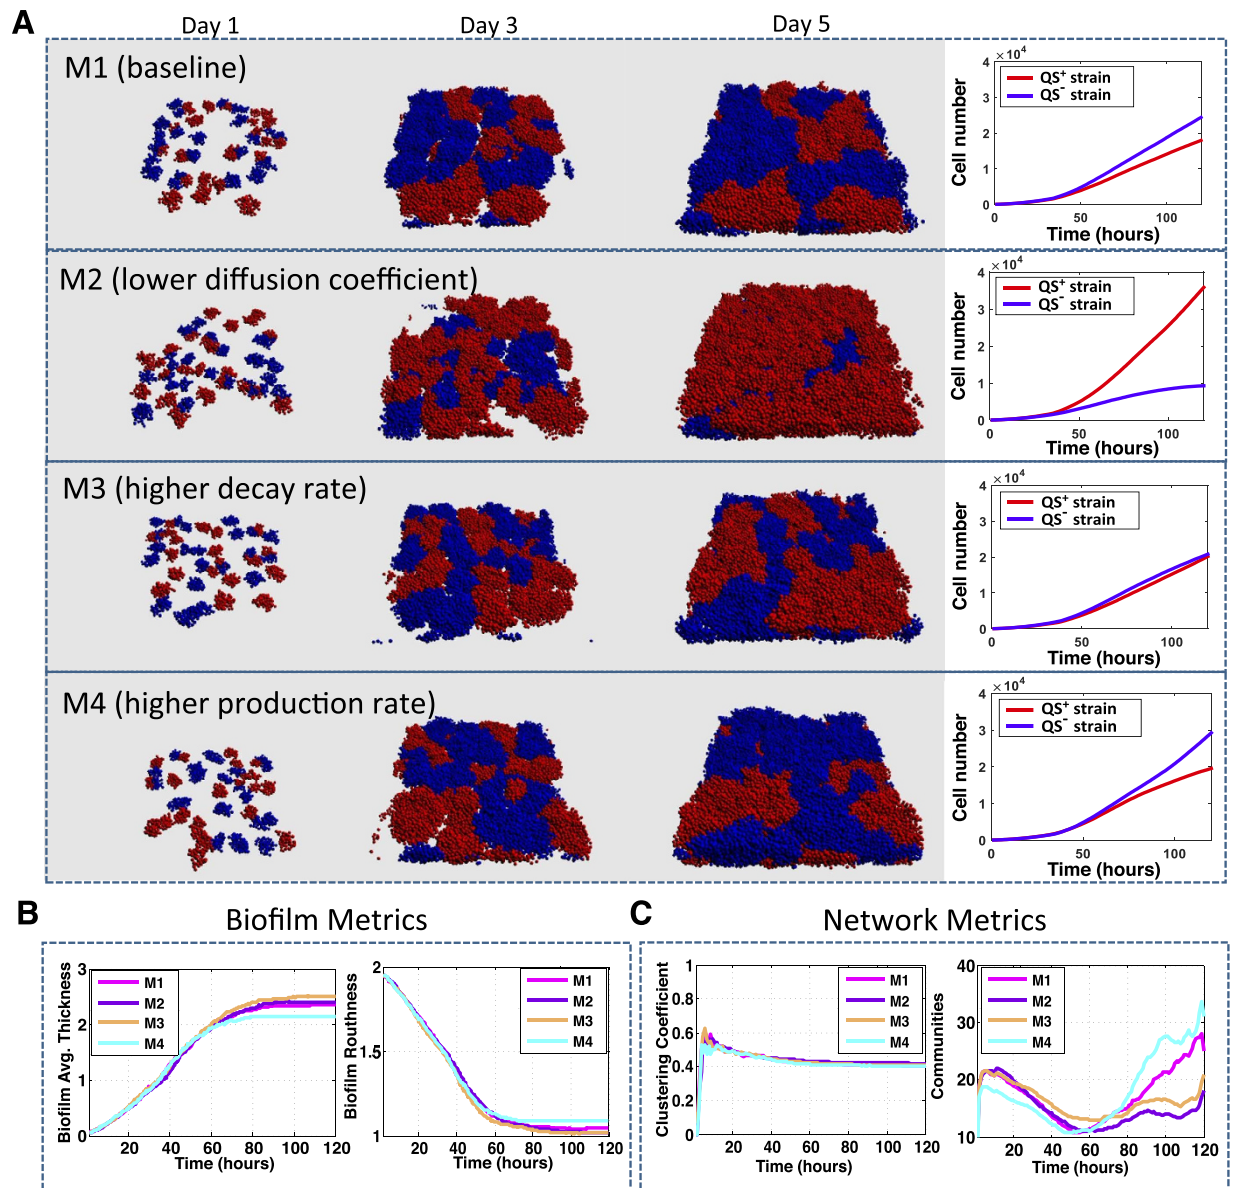 A
Day 1
Day 3
Day 5
M1 (baseline)
×10⁴
4
3
2
1
0
QS⁺ strain
QS⁻ strain
Cell number
0
50
100
Time (hours)
M2 (lower diffusion coefficient)
×10⁴
4
3
2
1
0
QS⁺ strain
QS⁻ strain
Cell number
0
50
100
Time (hours)
M3 (higher decay rate)
×10⁴
4
3
2
1
0
QS⁺ strain
QS⁻ strain
Cell number
0
50
100
Time (hours)
M4 (higher production rate)
×10⁴
4
3
2
1
0
QS⁺ strain
QS⁻ strain
Cell number
0
50
100
Time (hours)
B
Biofilm Metrics
Biofilm Avg. Thickness
3
2
1
0
M1
M2
M3
M4
20
40
60
80
100
120
Time (hours)
Biofilm Routhness
2
1.5
1
M1
M2
M3
M4
20
40
60
80
100
120
Time (hours)
C
Network Metrics
Clustering Coefficient
1
0.8
0.6
0.4
0.2
0
M1
M2
M3
M4
20
40
60
80
100
120
Time (hours)
Communities
40
30
20
10
M1
M2
M3
M4
0
20
40
60
80
100
120
Time (hours)